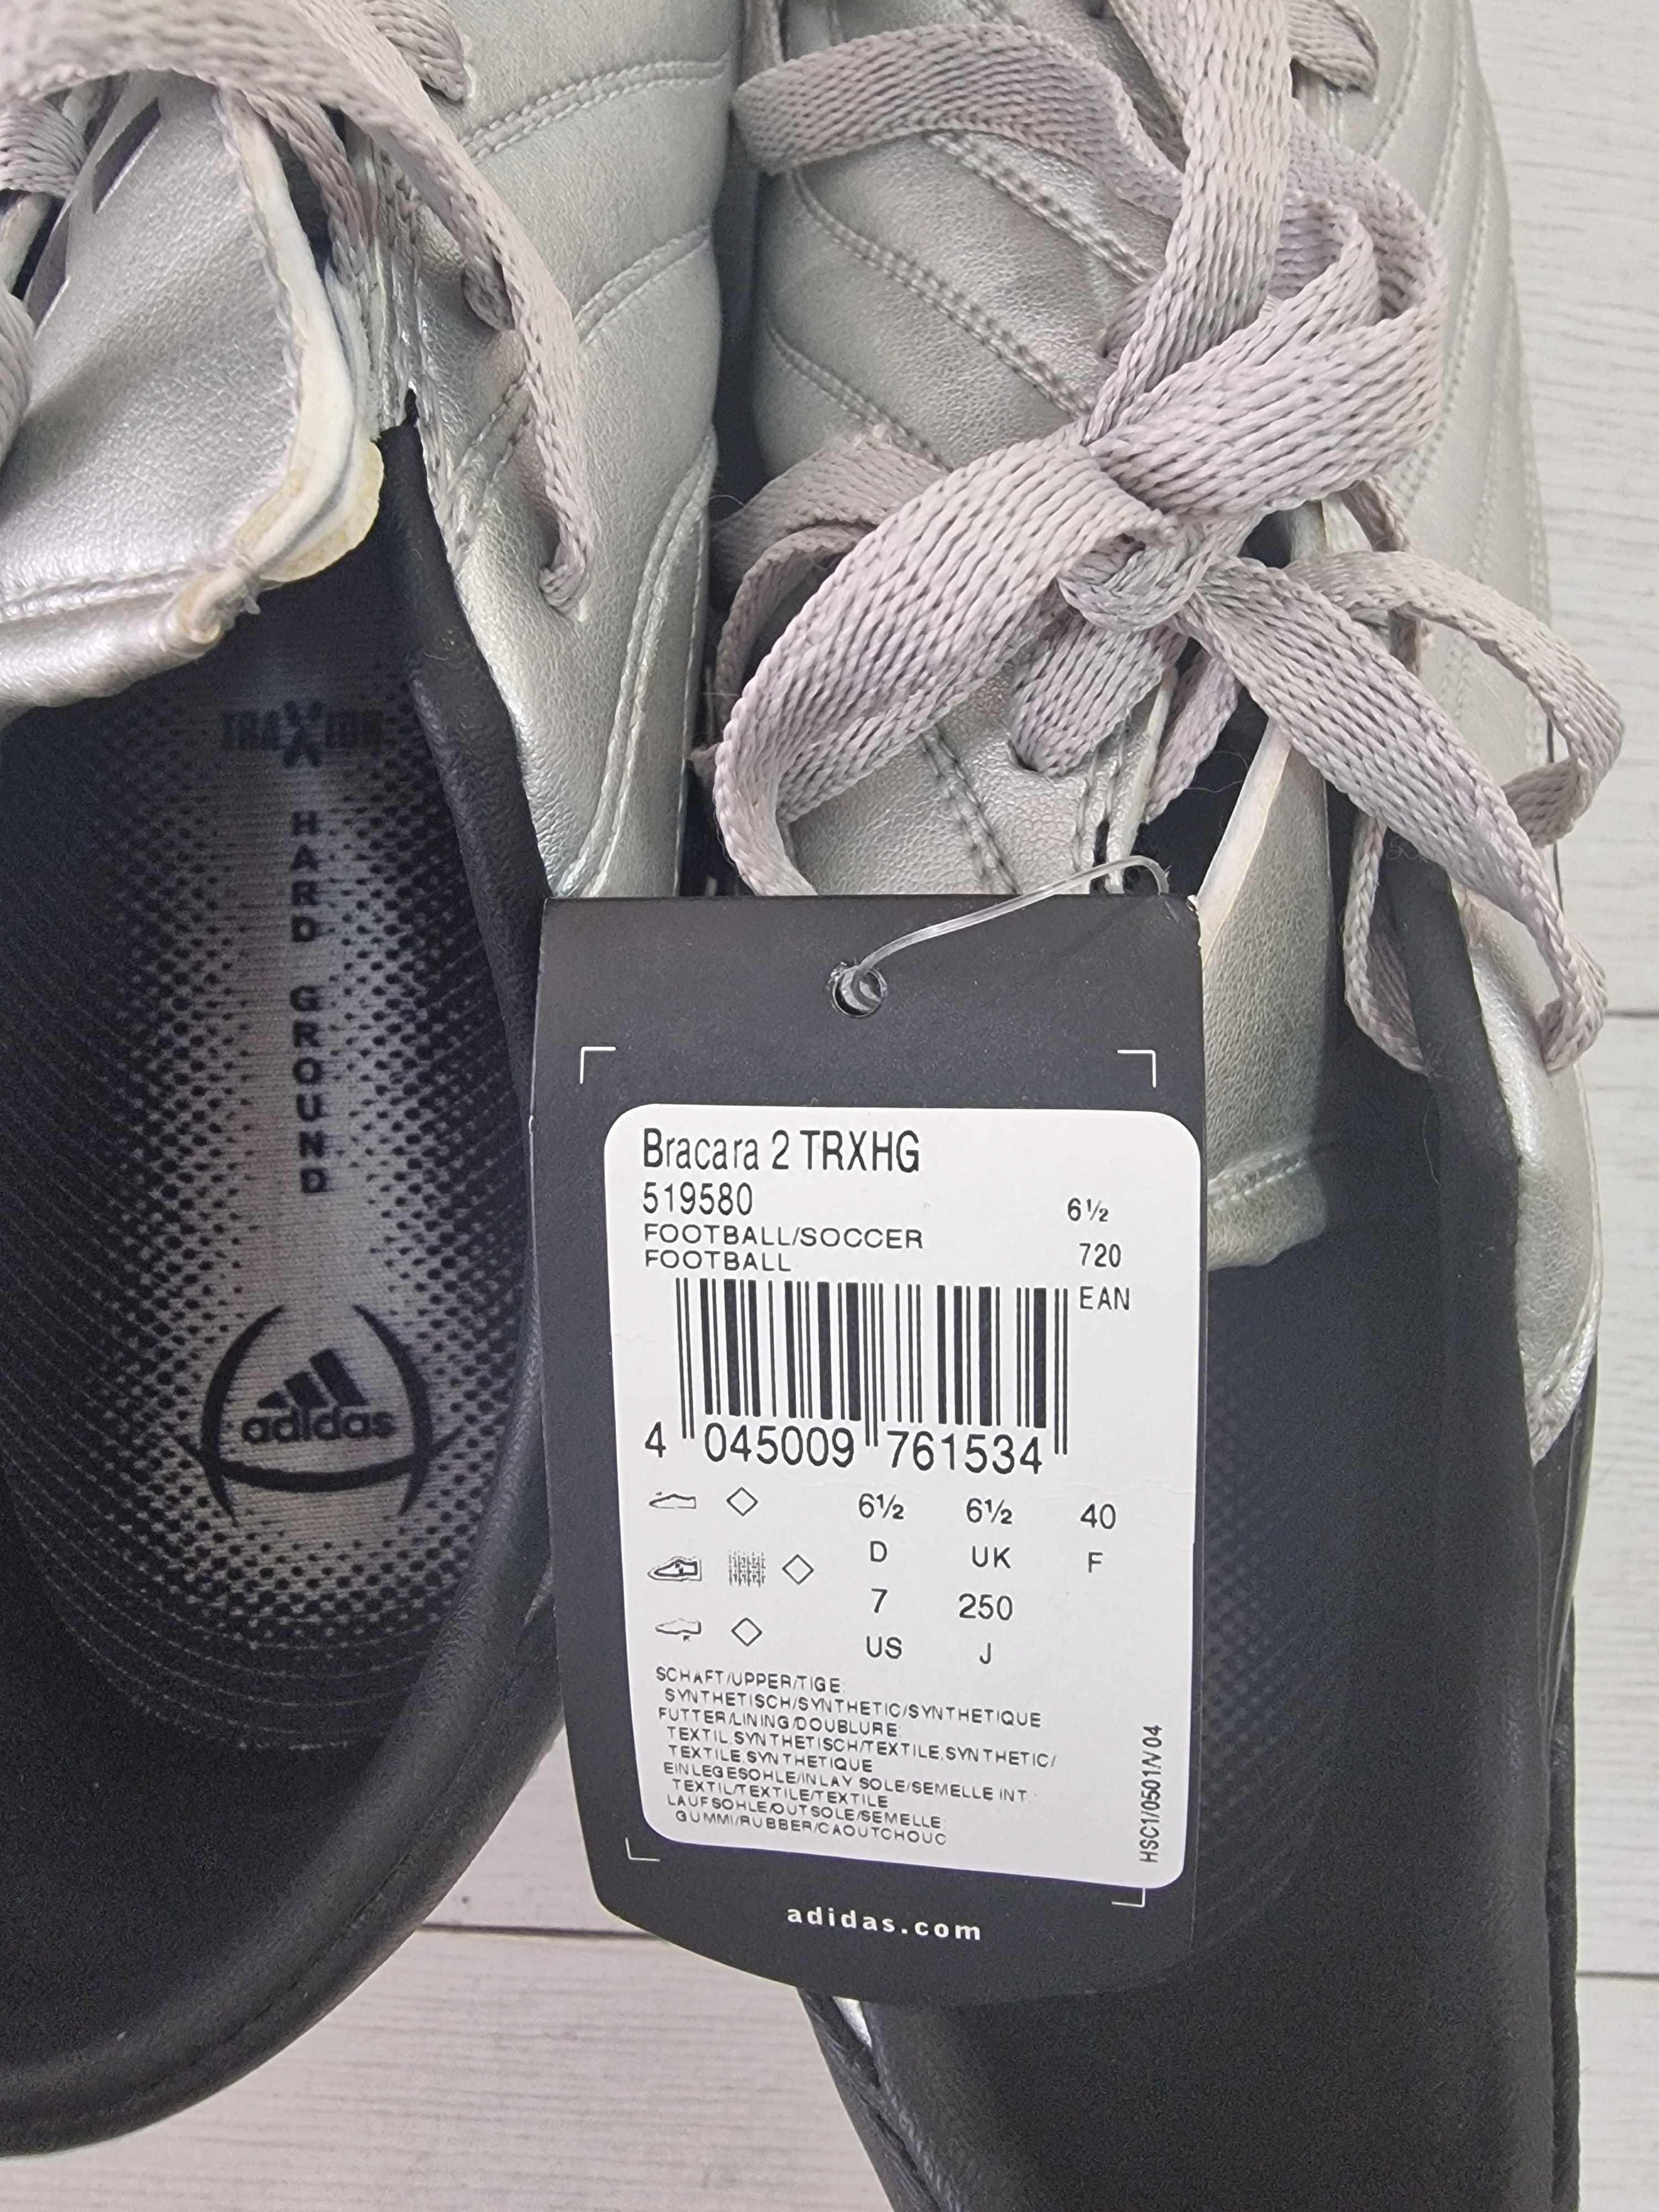 TRAXION
HARD GROUND
adidas
Bracara 2 TRXHG
519580
6½
FOOTBALL/SOCCER
FOOTBALL
720
EAN
4 045009 761534
6½ 6½ 40
D UK F
7 250
US J
SCHAFT/UPPER/TIGE:
SYNTHETISCH/SYNTHETIC/SYNTHETIQUE
FUTTER/LINING/DOUBLURE:
TEXTIL,SYNTHETISCH/TEXTILE,SYNTHETIC/
TEXTILE,SYNTHETIQUE
EINLEGESOHLE/INLAY SOLE/SEMELLE INT.:
TEXTIL/TEXTILE/TEXTILE
LAUFSOHLE/OUTSOLE/SEMELLE:
GUMMI/RUBBER/CAOUTCHOUC
HSC1/0501/V04
adidas.com